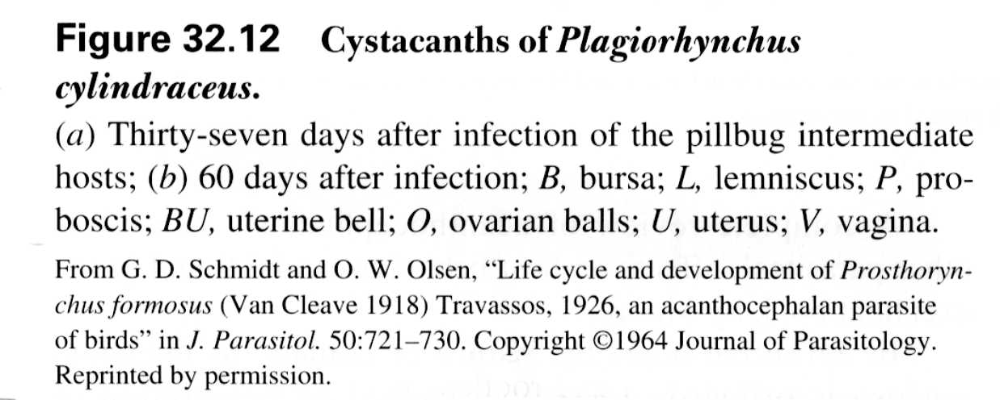 Figure 32.12 Cystacanths of Plagiorhynchus
cylindraceus.
(a) Thirty-seven days after infection of the pillbug intermediate
hosts; (b) 60 days after infection; B, bursa; L, lemniscus; P, pro-
boscis; BU, uterine bell; O, ovarian balls; U, uterus; V, vagina.
From G. D. Schmidt and O. W. Olsen, “Life cycle and development of Prosthoryn-
chus formosus (Van Cleave 1918) Travassos, 1926, an acanthocephalan parasite
of birds” in J. Parasitol. 50:721–730. Copyright ©1964 Journal of Parasitology.
Reprinted by permission.